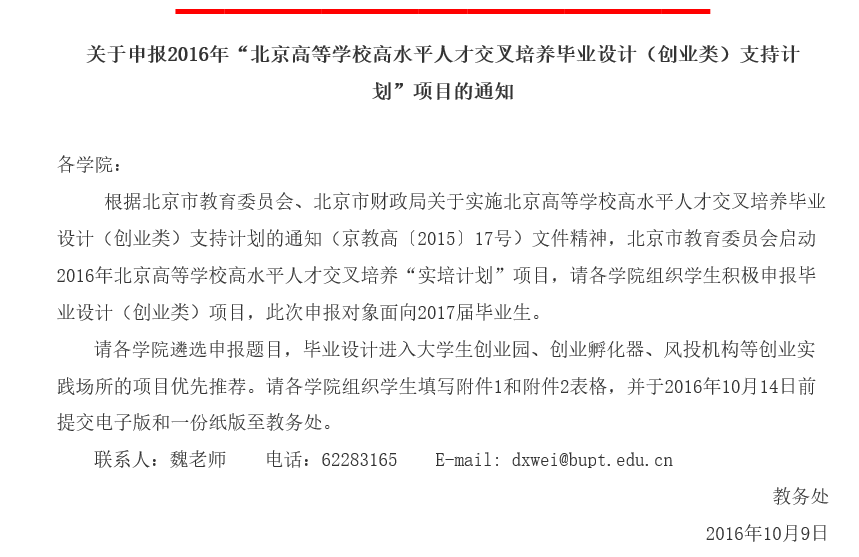 关于申报2016年“北京高等学校高水平人才交叉培养毕业设计（创业类）支持计
划”项目的通知
各学院：
根据北京市教育委员会、北京市财政局关于实施北京高等学校高水平人才交叉培养毕业
设计（创业类）支持计划的通知（京教高〔2015〕17号）文件精神，北京市教育委员会启动
2016年北京高等学校高水平人才交叉培养“实培计划”项目，请各学院组织学生积极申报毕
业设计（创业类）项目，此次申报对象面向2017届毕业生。
请各学院遴选申报题目，毕业设计进入大学生创业园、创业孵化器、风投机构等创业实
践场所的项目优先推荐。请各学院组织学生填写附件1和附件2表格，并于2016年10月14日前
提交电子版和一份纸版至教务处。
联系人：魏老师 电话：62283165 E-mail: dxwei@bupt.edu.cn
教务处
2016年10月9日